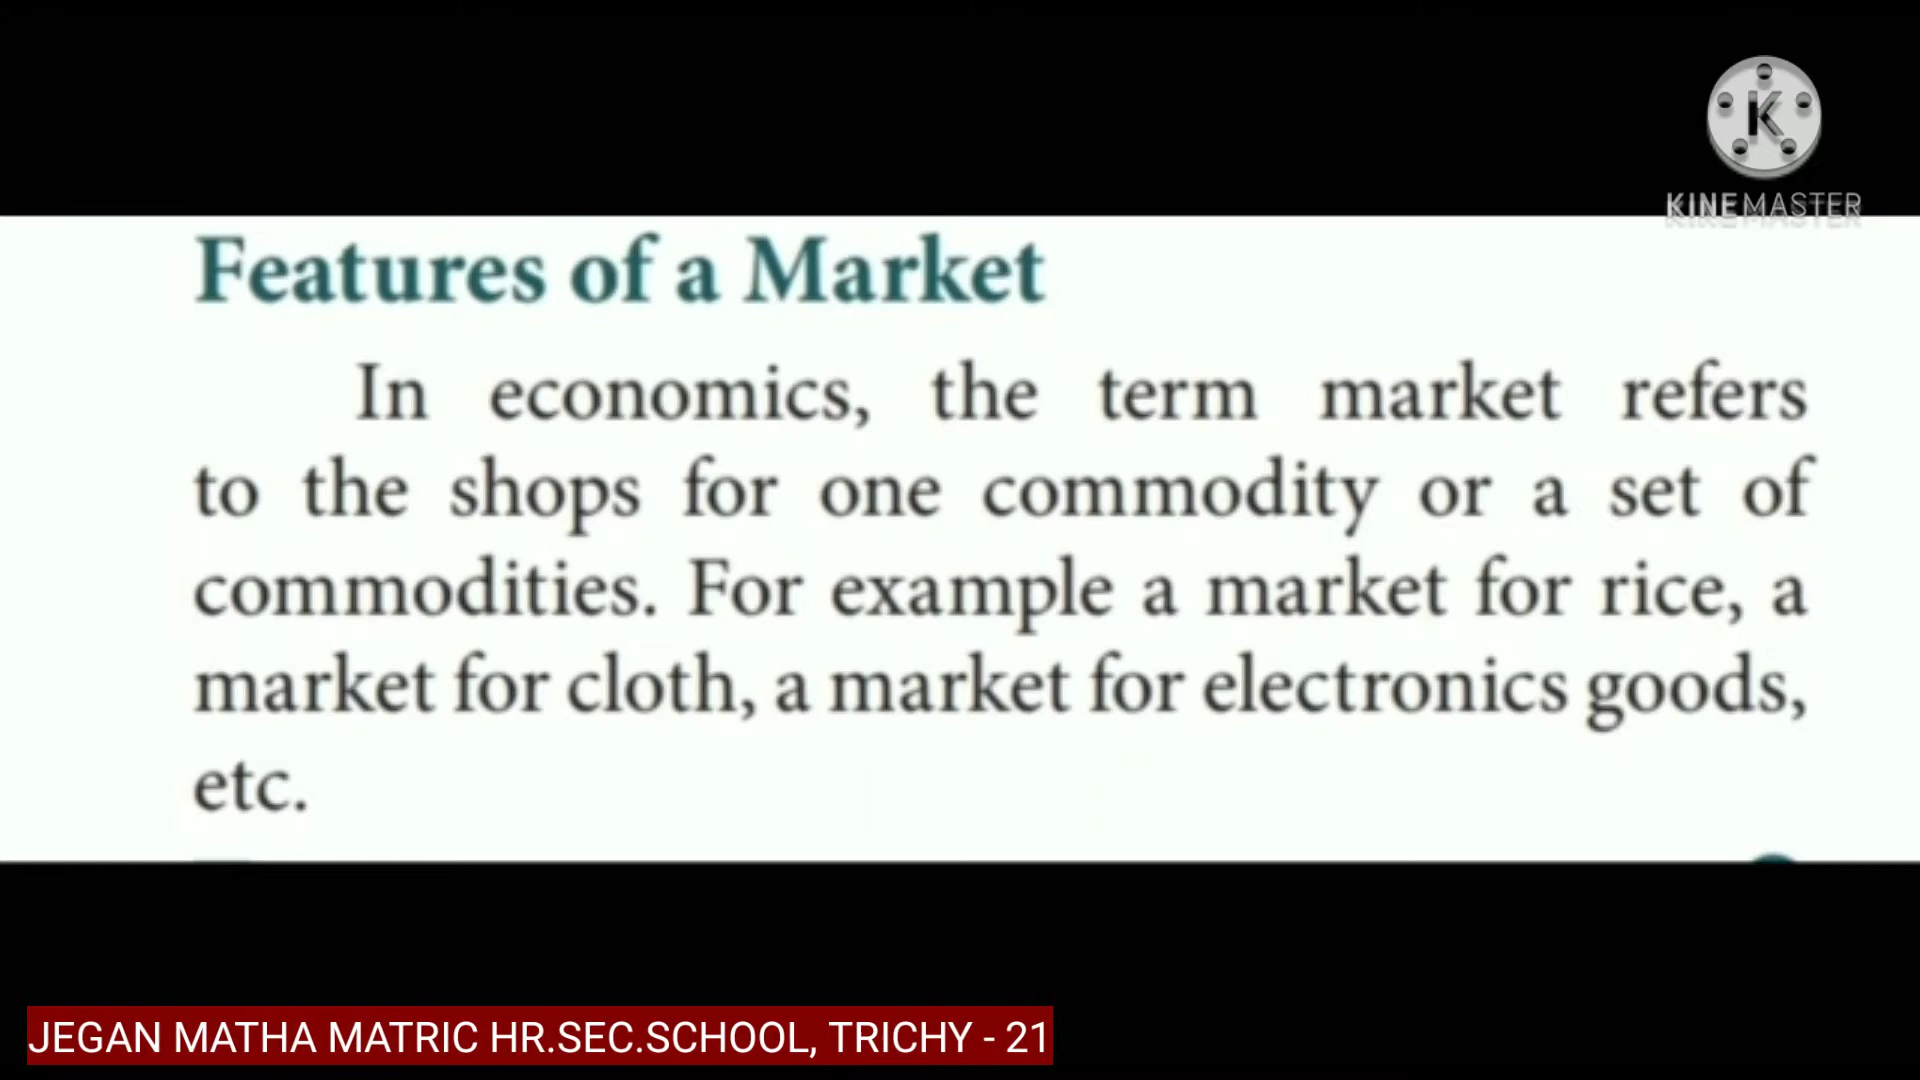 K
KINEMASTER
Features of a Market
In economics, the term market refers
to the shops for one commodity or a set of
commodities. For example a market for rice, a
market for cloth, a market for electronics goods,
etc.
JEGAN MATHA MATRIC HR.SEC.SCHOOL, TRICHY - 21